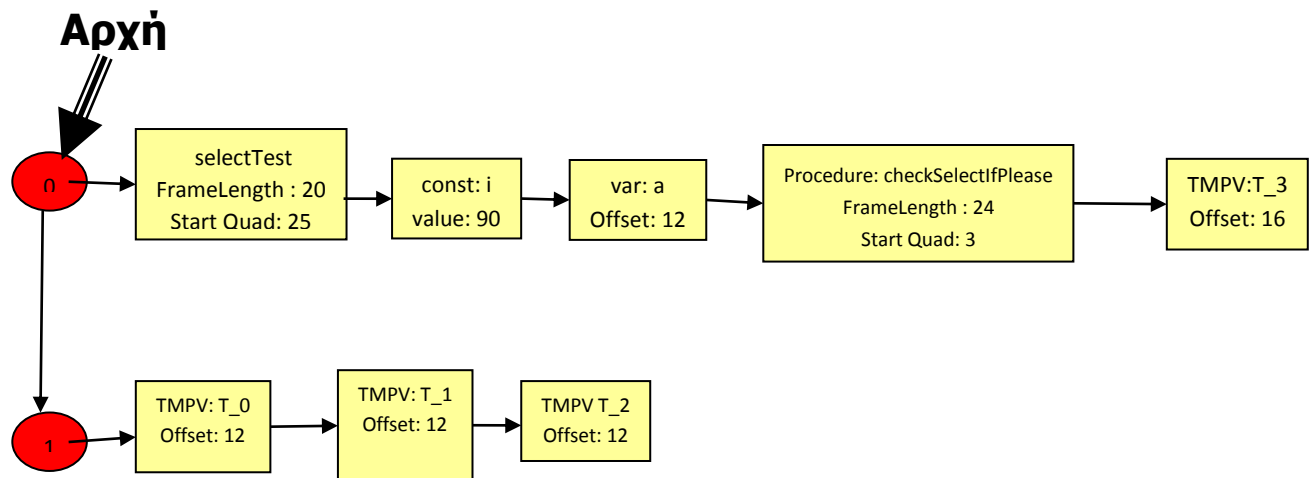 Αρχή
0
selectTest
FrameLength : 20
Start Quad: 25
const: i
value: 90
var: a
Offset: 12
Procedure: checkSelectIfPlease
FrameLength : 24
Start Quad: 3
TMPV:T_3
Offset: 16
1
TMPV: T_0
Offset: 12
TMPV: T_1
Offset: 12
TMPV T_2
Offset: 12